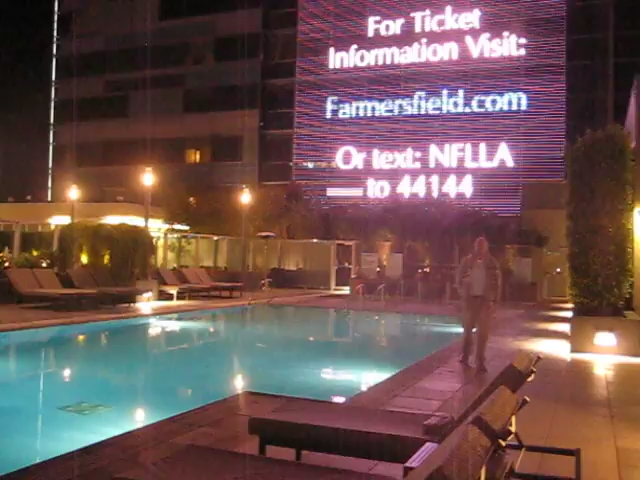 For Ticket
Information Visit:
Farmersfield.com
Or text: NFLLA
to 44144